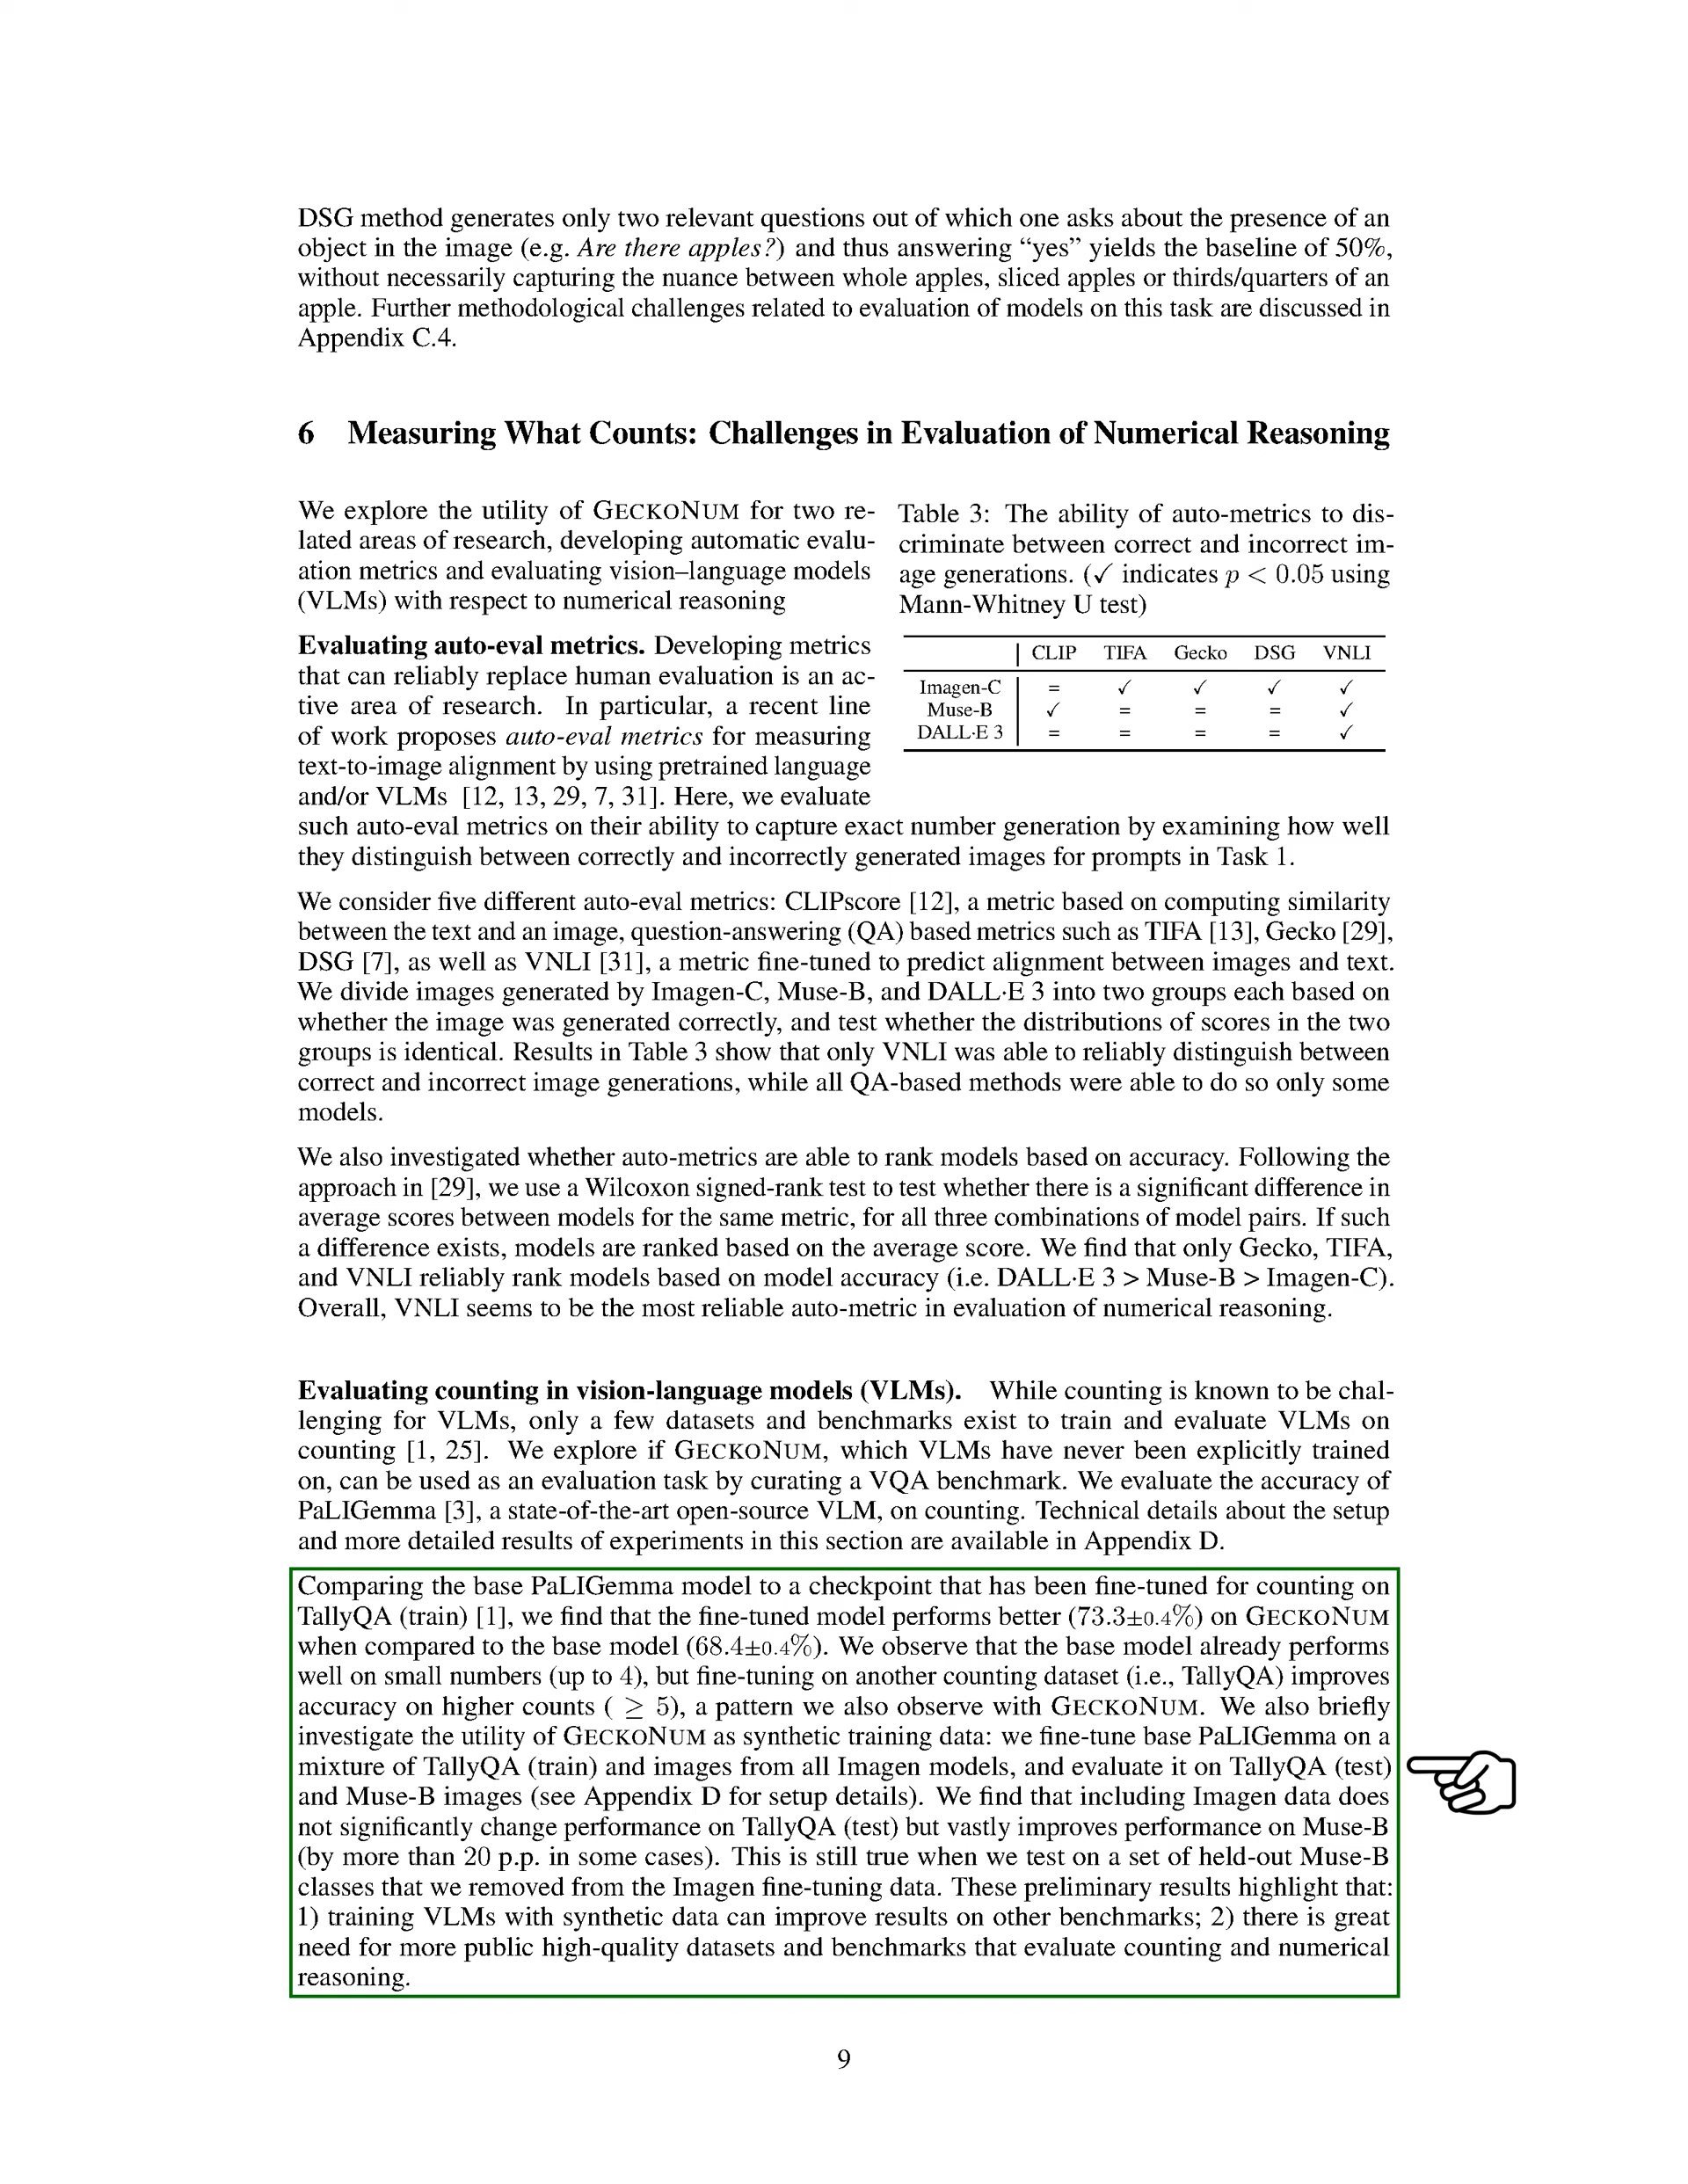 DSG method generates only two relevant questions out of which one asks about the presence of an
object in the image (e.g. Are there apples?) and thus answering “yes” yields the baseline of 50%,
without necessarily capturing the nuance between whole apples, sliced apples or thirds/quarters of an
apple. Further methodological challenges related to evaluation of models on this task are discussed in
Appendix C.4.
6 Measuring What Counts: Challenges in Evaluation of Numerical Reasoning
We explore the utility of GECKONUM for two re-
lated areas of research, developing automatic evalu-
ation metrics and evaluating vision–language models
(VLMs) with respect to numerical reasoning
Evaluating auto-eval metrics. Developing metrics
that can reliably replace human evaluation is an ac-
tive area of research. In particular, a recent line
of work proposes auto-eval metrics for measuring
text-to-image alignment by using pretrained language
and/or VLMs [12, 13, 29, 7, 31]. Here, we evaluate
Table 3: The ability of auto-metrics to dis-
criminate between correct and incorrect im-
age generations. (✓ indicates p < 0.05 using
Mann-Whitney U test)
CLIP TIFA Gecko DSG VNLI
Imagen-C = ✓ ✓ ✓ ✓
Muse-B ✓ = = = ✓
DALL·E 3 = = = = ✓
such auto-eval metrics on their ability to capture exact number generation by examining how well
they distinguish between correctly and incorrectly generated images for prompts in Task 1.
We consider five different auto-eval metrics: CLIPscore [12], a metric based on computing similarity
between the text and an image, question-answering (QA) based metrics such as TIFA [13], Gecko [29],
DSG [7], as well as VNLI [31], a metric fine-tuned to predict alignment between images and text.
We divide images generated by Imagen-C, Muse-B, and DALL·E 3 into two groups each based on
whether the image was generated correctly, and test whether the distributions of scores in the two
groups is identical. Results in Table 3 show that only VNLI was able to reliably distinguish between
correct and incorrect image generations, while all QA-based methods were able to do so only some
models.
We also investigated whether auto-metrics are able to rank models based on accuracy. Following the
approach in [29], we use a Wilcoxon signed-rank test to test whether there is a significant difference in
average scores between models for the same metric, for all three combinations of model pairs. If such
a difference exists, models are ranked based on the average score. We find that only Gecko, TIFA,
and VNLI reliably rank models based on model accuracy (i.e. DALL·E 3 > Muse-B > Imagen-C).
Overall, VNLI seems to be the most reliable auto-metric in evaluation of numerical reasoning.
Evaluating counting in vision-language models (VLMs). While counting is known to be chal-
lenging for VLMs, only a few datasets and benchmarks exist to train and evaluate VLMs on
counting [1, 25]. We explore if GECKONUM, which VLMs have never been explicitly trained
on, can be used as an evaluation task by curating a VQA benchmark. We evaluate the accuracy of
PaLIGemma [3], a state-of-the-art open-source VLM, on counting. Technical details about the setup
and more detailed results of experiments in this section are available in Appendix D.
Comparing the base PaLIGemma model to a checkpoint that has been fine-tuned for counting on
TallyQA (train) [1], we find that the fine-tuned model performs better (73.3±0.4%) on GECKONUM
when compared to the base model (68.4±0.4%). We observe that the base model already performs
well on small numbers (up to 4), but fine-tuning on another counting dataset (i.e., TallyQA) improves
accuracy on higher counts ( ≥ 5), a pattern we also observe with GECKONUM. We also briefly
investigate the utility of GECKONUM as synthetic training data: we fine-tune base PaLIGemma on a
mixture of TallyQA (train) and images from all Imagen models, and evaluate it on TallyQA (test)
and Muse-B images (see Appendix D for setup details). We find that including Imagen data does
not significantly change performance on TallyQA (test) but vastly improves performance on Muse-B
(by more than 20 p.p. in some cases). This is still true when we test on a set of held-out Muse-B
classes that we removed from the Imagen fine-tuning data. These preliminary results highlight that:
1) training VLMs with synthetic data can improve results on other benchmarks; 2) there is great
need for more public high-quality datasets and benchmarks that evaluate counting and numerical
reasoning.
9